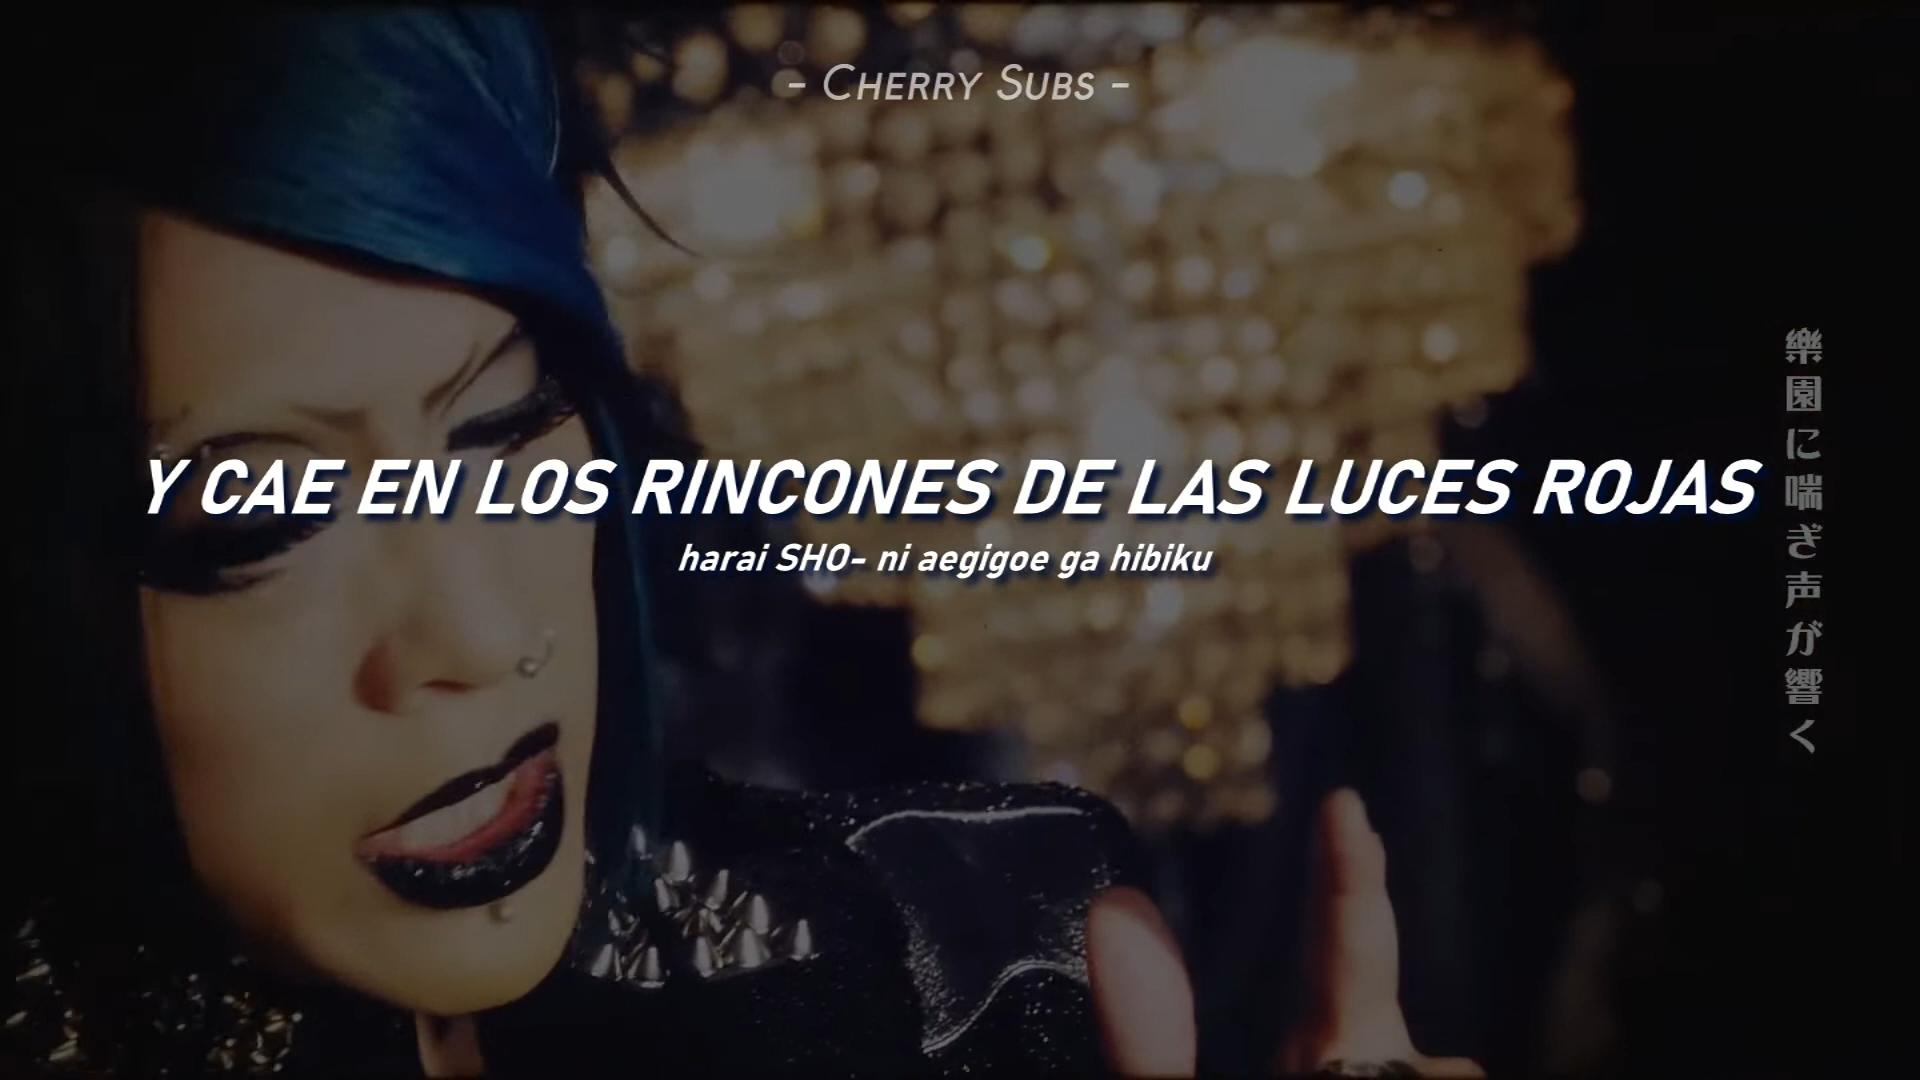 - Cherry Subs -
Y CAE EN LOS RINCONES DE LAS LUCES ROJAS
harai SHO- ni aegigoe ga hibiku
樂園に喘ぎ声が響く